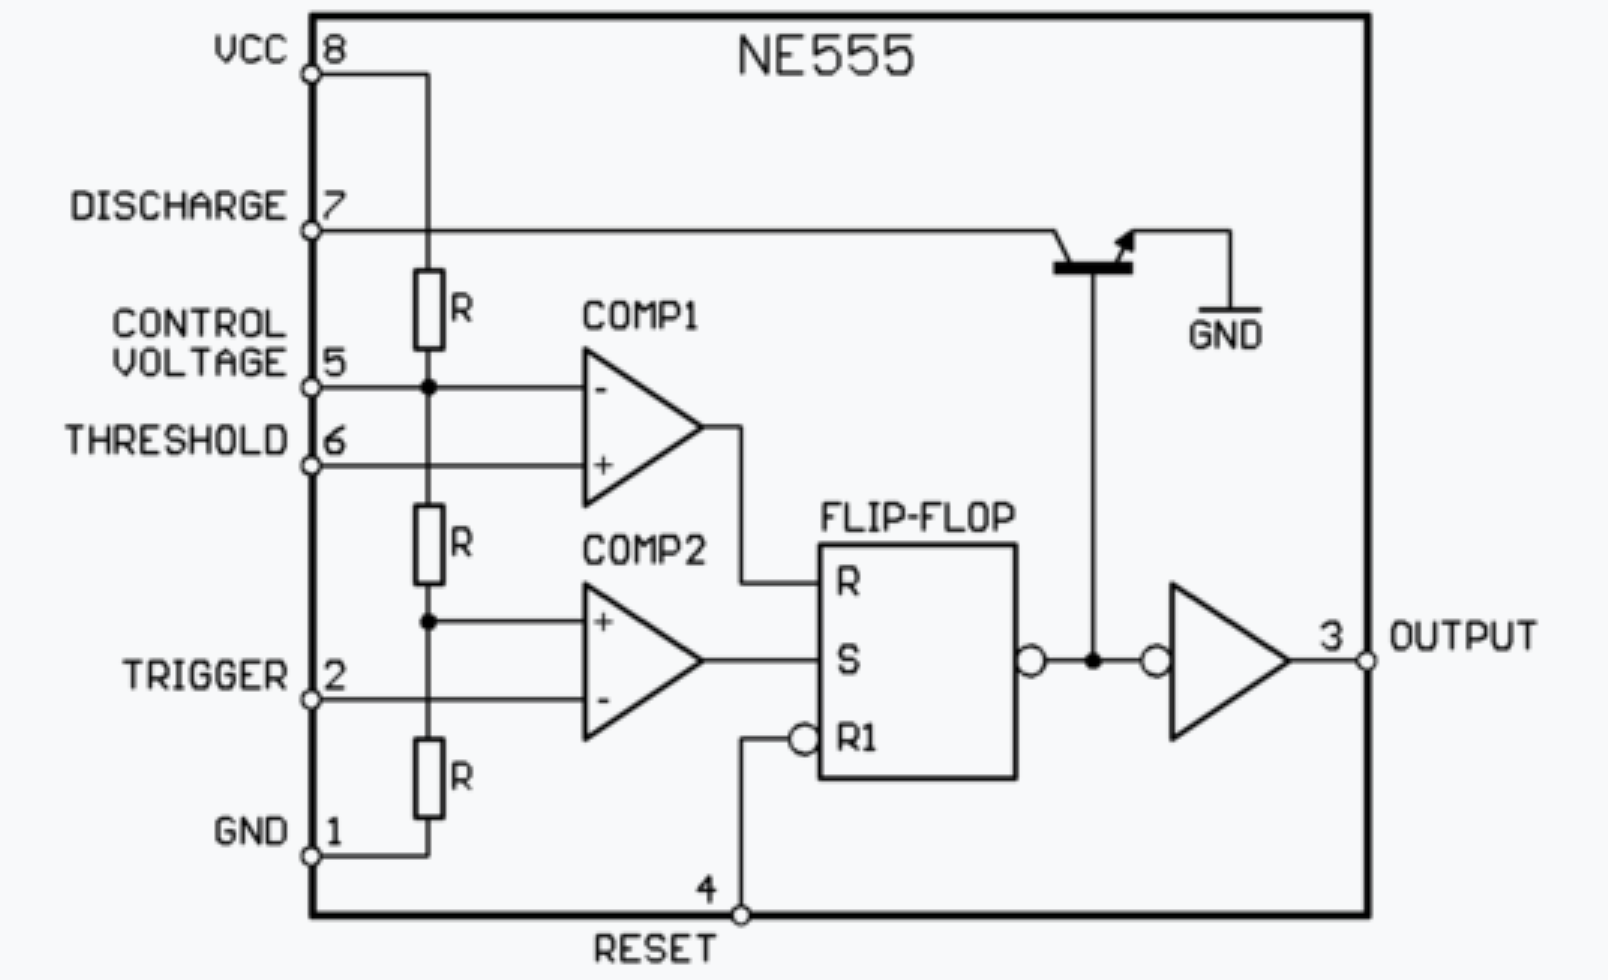 NE555
VCC 8
DISCHARGE 7
CONTROL
VOLTAGE 5
THRESHOLD 6
TRIGGER 2
GND 1
R
R
R
COMP1
-
+
COMP2
+
-
FLIP-FLOP
R
S
R1
GND
3 OUTPUT
4
RESET